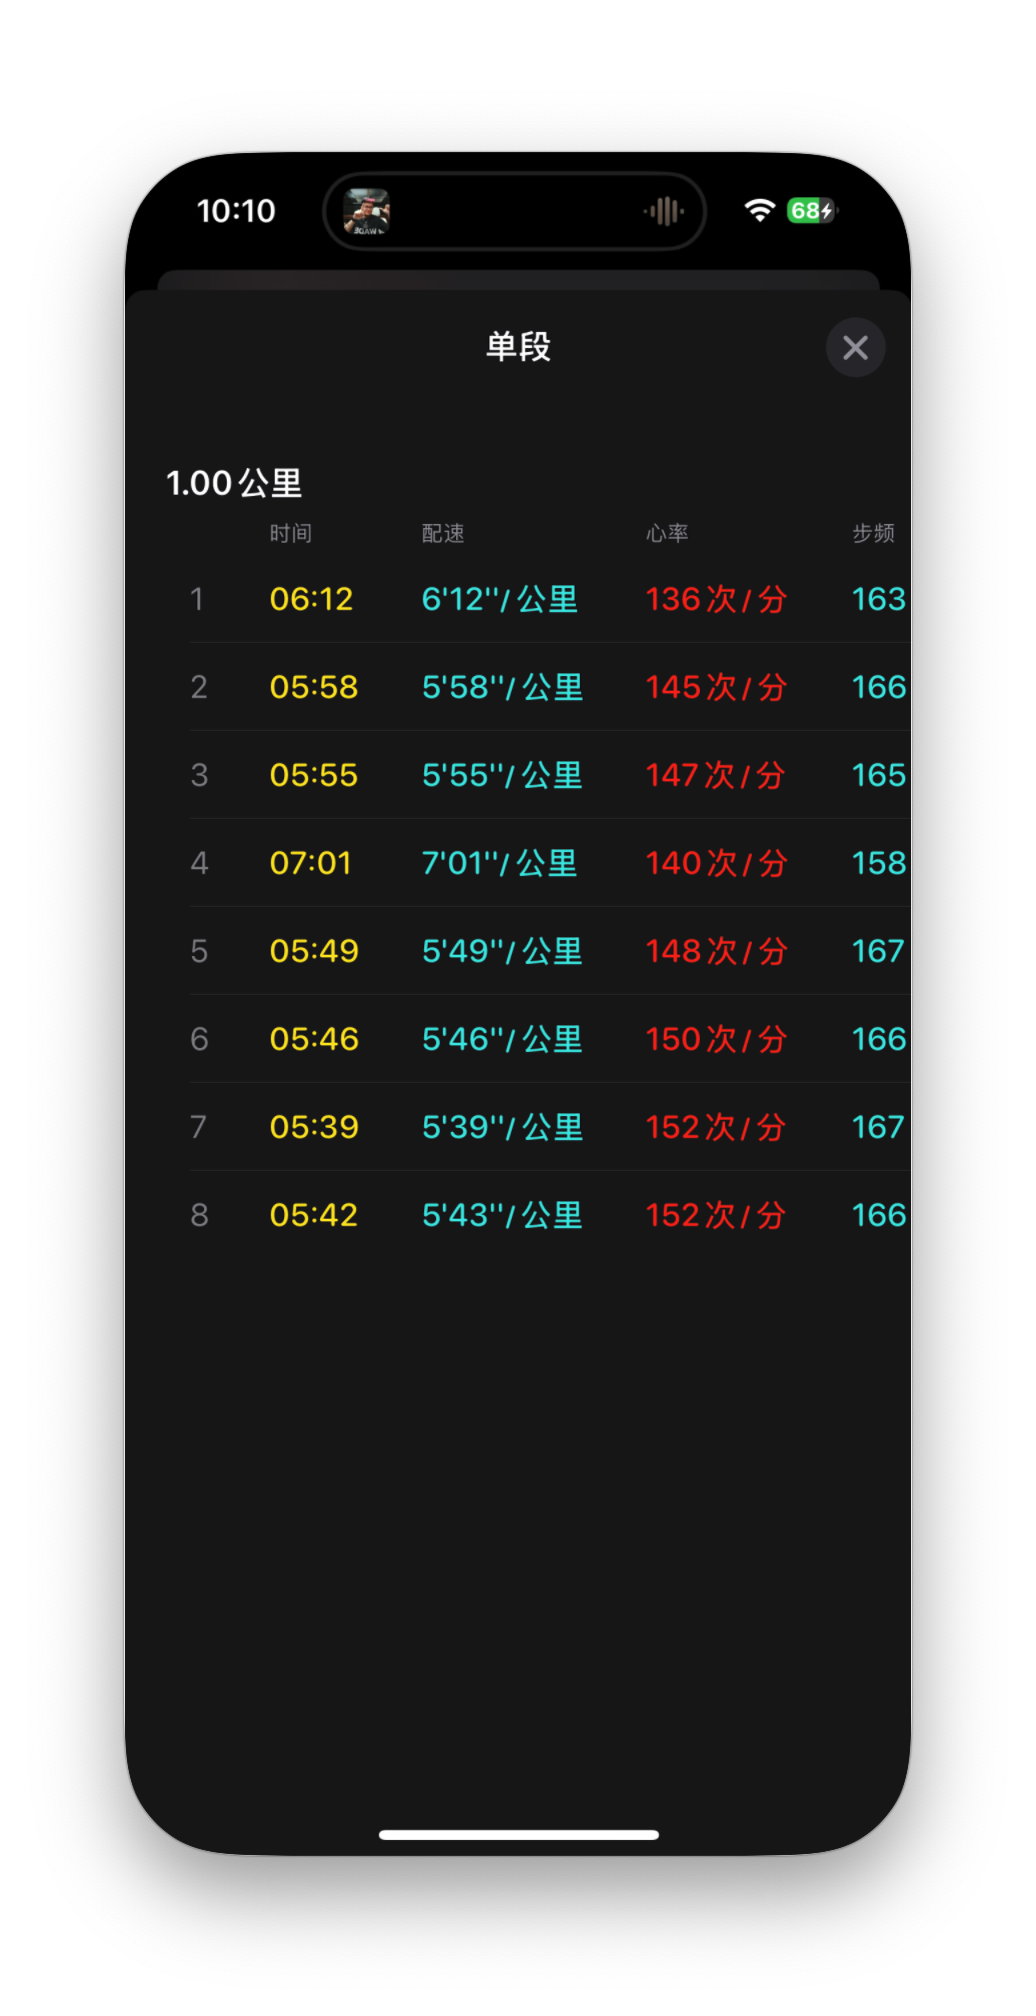 10:10
68
单段
1.00公里
时间 配速 心率 步频
1 06:12 6'12''/公里 136次/分 163
2 05:58 5'58''/公里 145次/分 166
3 05:55 5'55''/公里 147次/分 165
4 07:01 7'01''/公里 140次/分 158
5 05:49 5'49''/公里 148次/分 167
6 05:46 5'46''/公里 150次/分 166
7 05:39 5'39''/公里 152次/分 167
8 05:42 5'43''/公里 152次/分 166